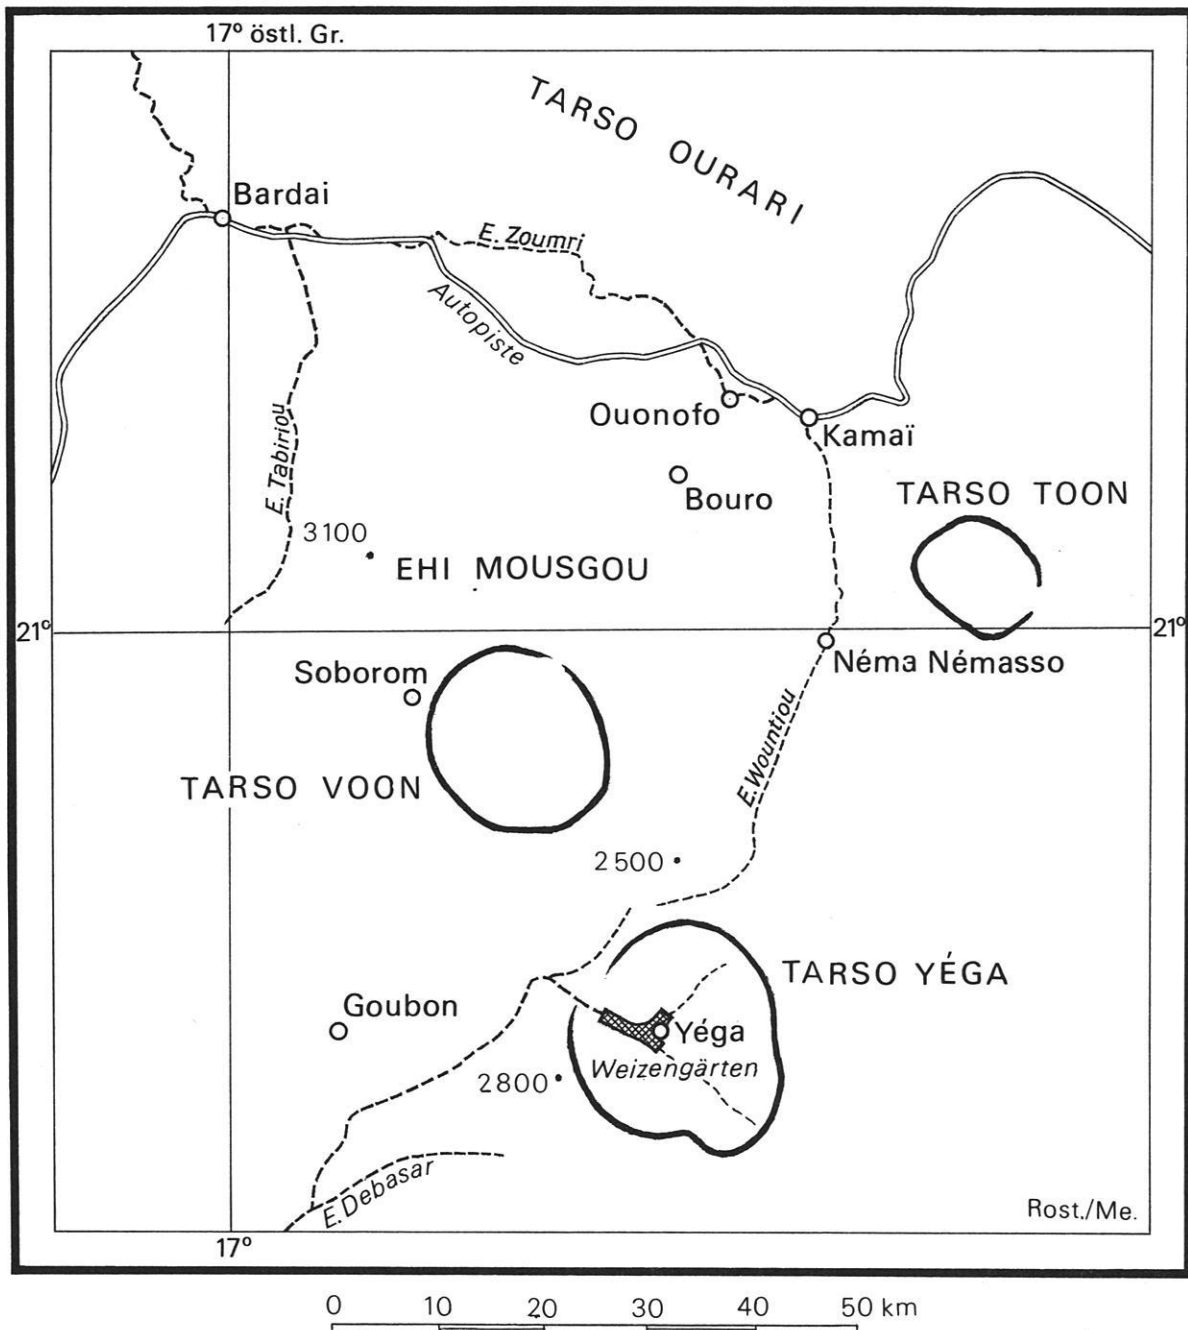 17° östl. Gr.
TARSO OURARI
Bardai
E. Zoumri
Autopiste
Ouonofo
Kamaï
E. Tabiriou
Bouro
TARSO TOON
3100
EHI MOUSGOU
21°
21°
Soborom
Néma Némasso
E. Wountiou
TARSO VOON
2500
TARSO YÉGA
Goubon
Yéga
Weizengärten
2800
E. Debasar
Rost./Me.
17°
0 10 20 30 40 50 km